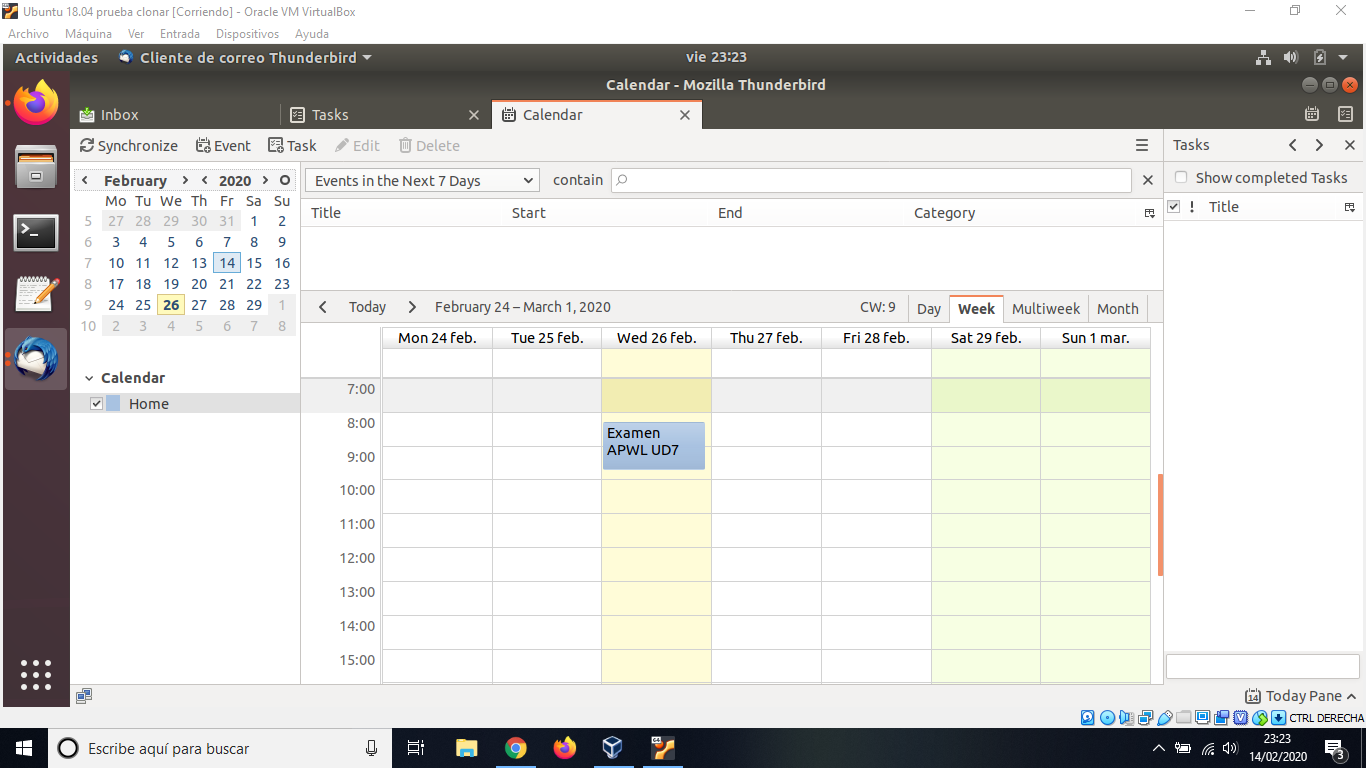 Ubuntu 18.04 prueba clonar [Corriendo] - Oracle VM VirtualBox
Archivo Máquina Ver Entrada Dispositivos Ayuda
Actividades Cliente de correo Thunderbird vie 23:23
Calendar - Mozilla Thunderbird
Inbox Tasks Calendar
Synchronize Event Task Edit Delete
Tasks
Show completed Tasks
! Title
February 2020
Mo Tu We Th Fr Sa Su
5 27 28 29 30 31 1 2
6 3 4 5 6 7 8 9
7 10 11 12 13 14 15 16
8 17 18 19 20 21 22 23
9 24 25 26 27 28 29 1
10 2 3 4 5 6 7 8
Calendar
Home
Events in the Next 7 Days contain
Title Start End Category
Today February 24 – March 1, 2020 CW: 9 Day Week Multiweek Month
Mon 24 feb. Tue 25 feb. Wed 26 feb. Thu 27 feb. Fri 28 feb. Sat 29 feb. Sun 1 mar.
7:00
8:00
Examen
APWL UD7
9:00
10:00
11:00
12:00
13:00
14:00
15:00
14 Today Pane
CTRL DERECHA
Escribe aquí para buscar
23:23
14/02/2020
3